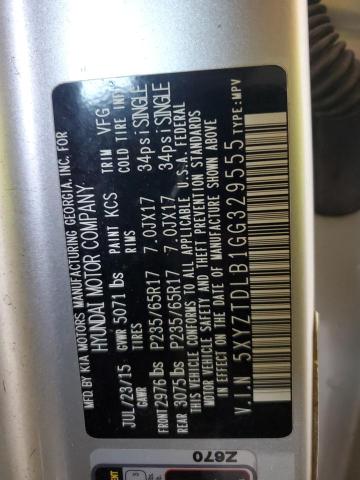 MFD BY KIA MOTORS MANUFACTURING GEORGIA, INC. FOR
HYUNDAI MOTOR COMPANY
JUL/23/15 GVWR 5071 lbs PAINT KCS TRIM VFG
GAWR TIRES RIMS COLD TIRE INF
FRONT 2976 lbs P235/65R17 7.0JX17 34psi SINGLE
REAR 3075 lbs P235/65R17 7.0JX17 34psi SINGLE
THIS VEHICLE CONFORMS TO ALL APPLICABLE U.S.A. FEDERAL
MOTOR VEHICLE SAFETY AND THEFT PREVENTION STANDARDS
IN EFFECT ON THE DATE OF MANUFACTURE SHOWN ABOVE.
V.I.N 5XYZTDLB1GG329555 TYPE:MPV
Z670